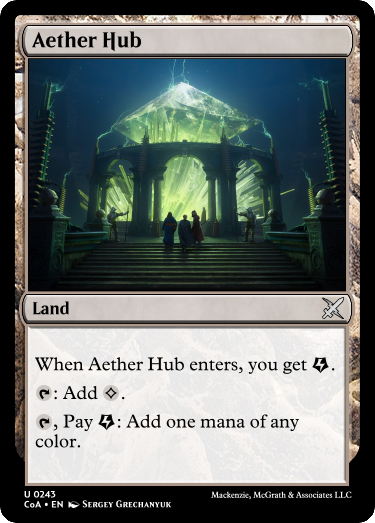 Aether Hub
Land
When Aether Hub enters, you get .
: Add .
, Pay : Add one mana of any
color.
U 0243
CoA • EN Sergey Grechanyuk
Mackenzie, McGrath & Associates LLC